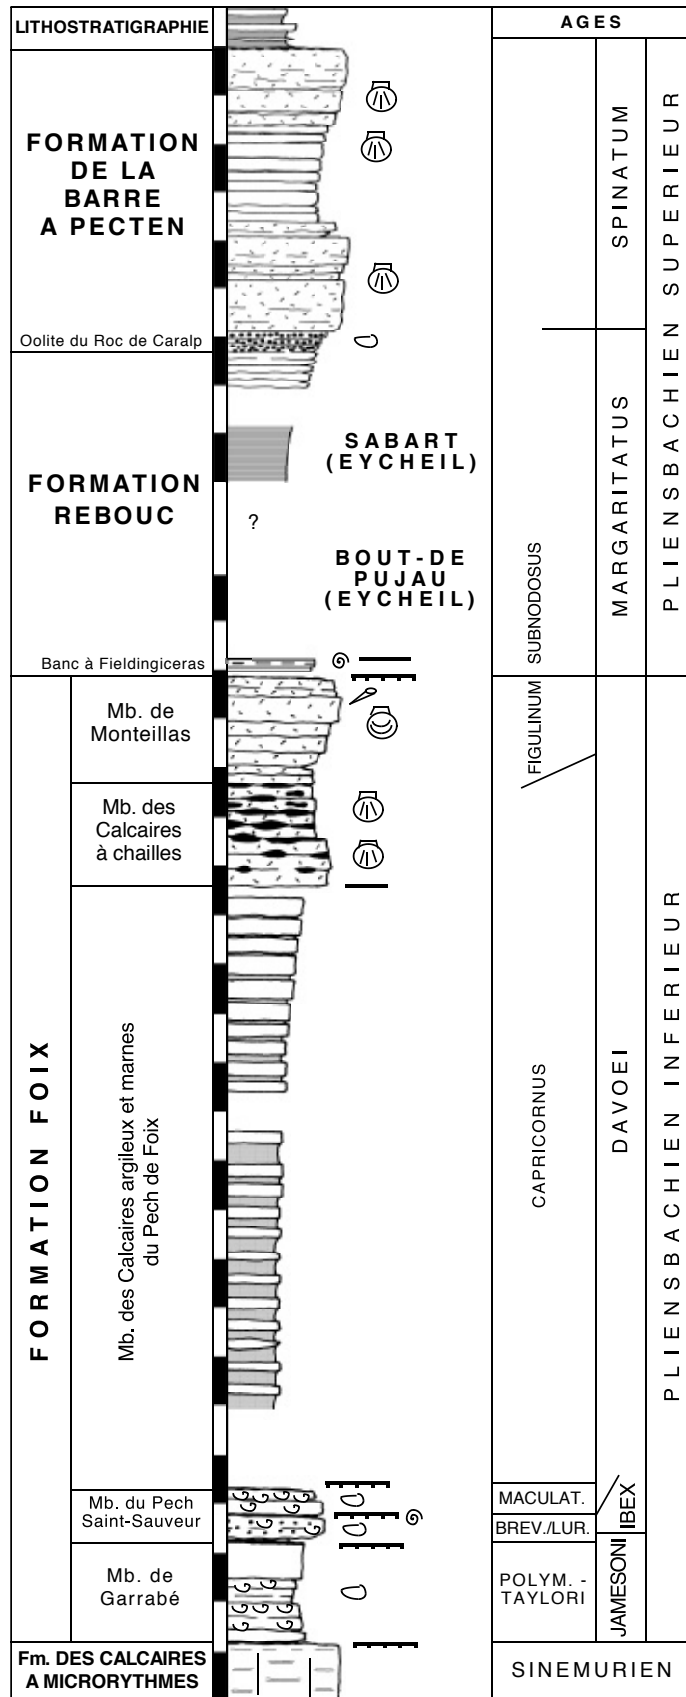 LITHOSTRATIGRAPHIE
AGES
FORMATION
DE LA
BARRE
A PECTEN
Oolite du Roc de Caralp
FORMATION
REBOUC
Banc à Fieldingiceras
SABART
(EYCHEIL)
?
BOUT-DE
PUJAU
(EYCHEIL)
FORMATION FOIX
Mb. de
Monteillas
Mb. des
Calcaires
à chailles
Mb. des Calcaires argileux et marnes
du Pech de Foix
Mb. du Pech
Saint-Sauveur
Mb. de
Garrabé
Fm. DES CALCAIRES
A MICRORYTHMES
SUBNODOSUS
FIGULINUM
CAPRICORNUS
MACULAT.
BREV./LUR.
POLYM. -
TAYLORI
SPINATUM
MARGARITATUS
DAVOEI
IBEX
JAMESONI
PLIENSBACHIEN SUPERIEUR
PLIENSBACHIEN INFERIEUR
SINEMURIEN